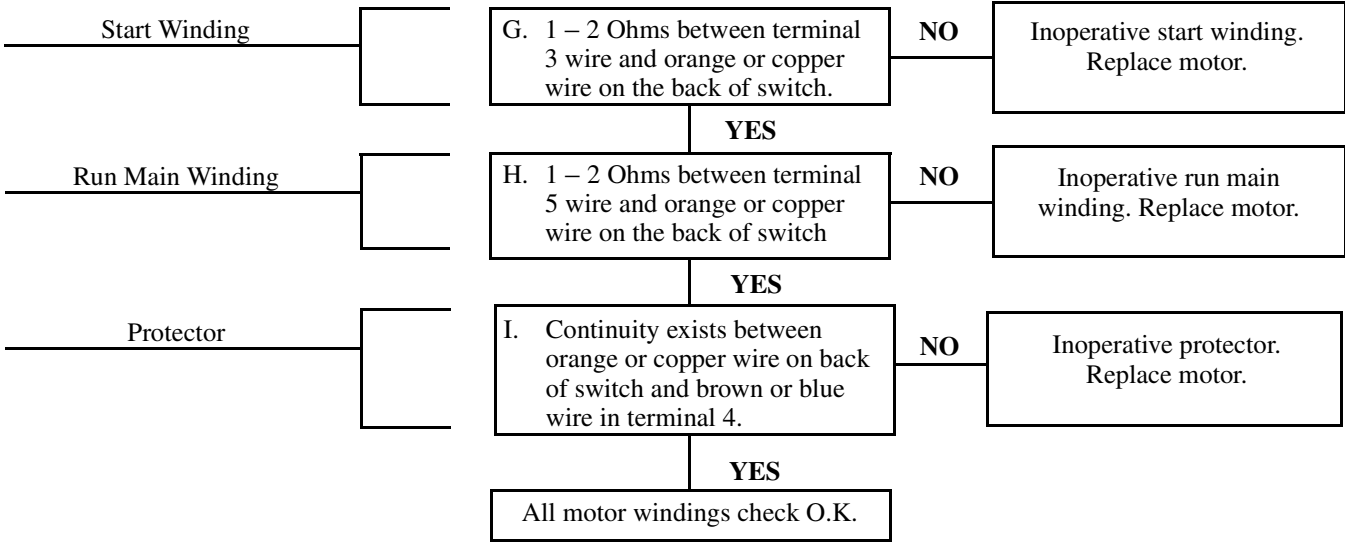 Start Winding
G. 1 – 2 Ohms between terminal
3 wire and orange or copper
wire on the back of switch.
NO
Inoperative start winding.
Replace motor.
YES
Run Main Winding
H. 1 – 2 Ohms between terminal
5 wire and orange or copper
wire on the back of switch
NO
Inoperative run main
winding. Replace motor.
YES
Protector
I. Continuity exists between
orange or copper wire on back
of switch and brown or blue
wire in terminal 4.
NO
Inoperative protector.
Replace motor.
YES
All motor windings check O.K.